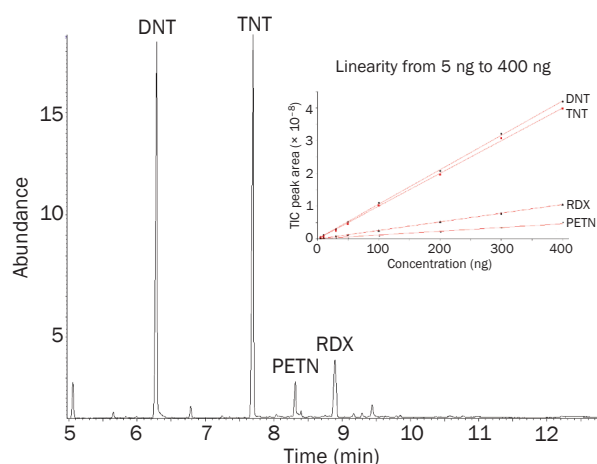 DNT
TNT
15
10
5
Abundance
PETN
RDX
5 6 7 8 9 10 11 12
Time (min)
Linearity from 5 ng to 400 ng
TIC peak area (× 10⁻⁸)
4
3
2
1
0
DNT
TNT
RDX
PETN
0 100 200 300 400
Concentration (ng)